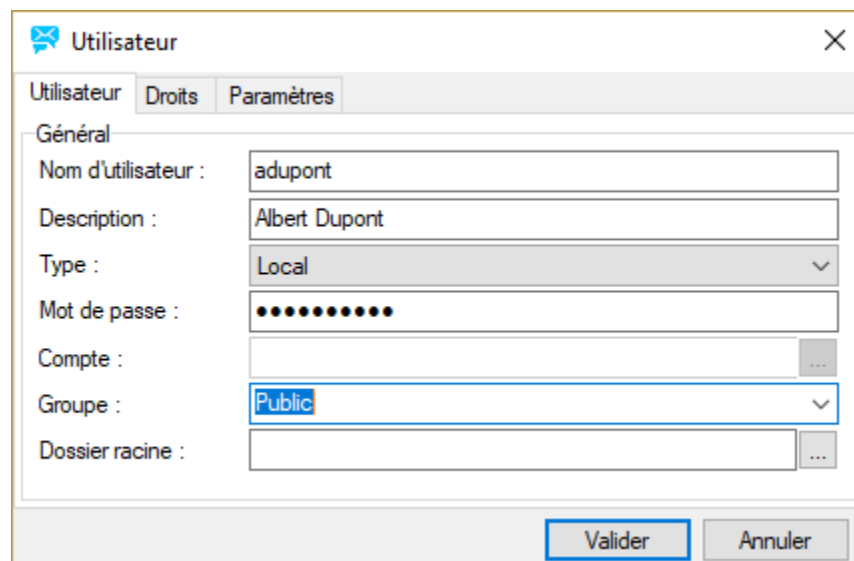 Utilisateur
Utilisateur Droits Paramètres
Général
Nom d'utilisateur : adupont
Description : Albert Dupont
Type : Local
Mot de passe : ••••••••••
Compte : ...
Groupe : Public
Dossier racine : ...
Valider Annuler